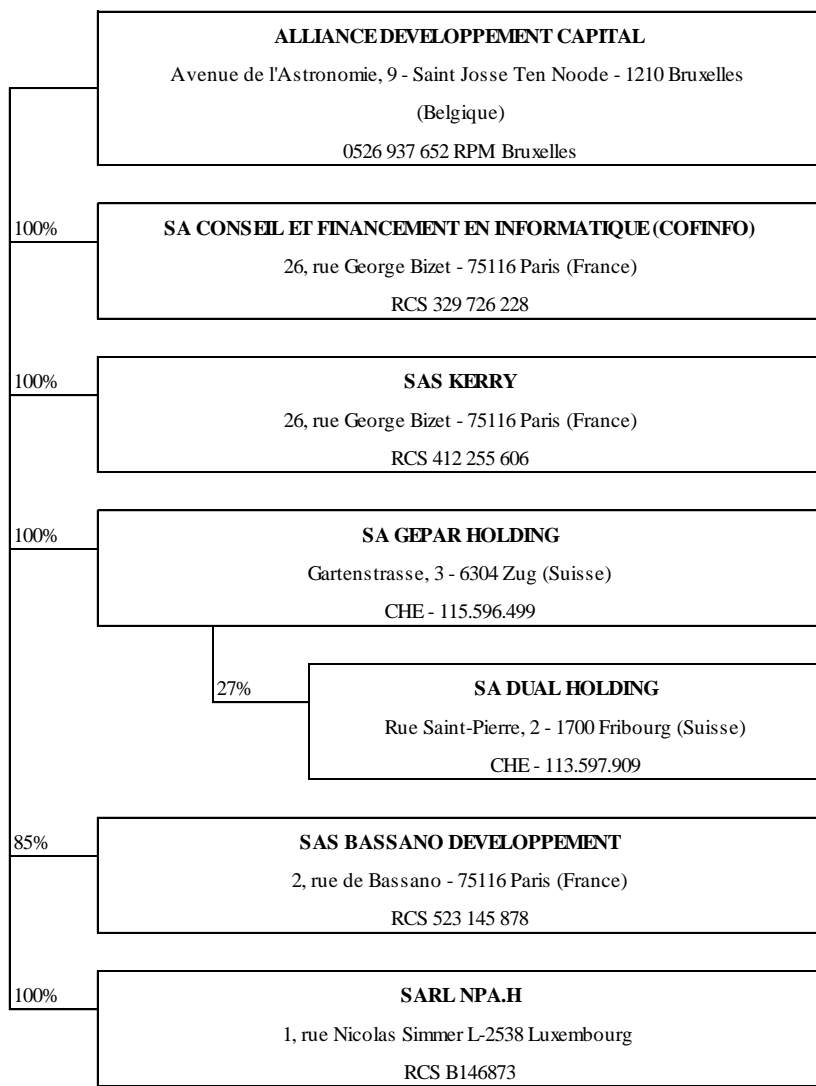 ALLIANCE DEVELOPPEMENT CAPITAL
Avenue de l'Astronomie, 9 - Saint Josse Ten Noode - 1210 Bruxelles
(Belgique)
0526 937 652 RPM Bruxelles
100%
SA CONSEIL ET FINANCEMENT EN INFORMATIQUE (COFINFO)
26, rue George Bizet - 75116 Paris (France)
RCS 329 726 228
100%
SAS KERRY
26, rue George Bizet - 75116 Paris (France)
RCS 412 255 606
100%
SA GEPAR HOLDING
Gartenstrasse, 3 - 6304 Zug (Suisse)
CHE - 115.596.499
27%
SA DUAL HOLDING
Rue Saint-Pierre, 2 - 1700 Fribourg (Suisse)
CHE - 113.597.909
85%
SAS BASSANO DEVELOPPEMENT
2, rue de Bassano - 75116 Paris (France)
RCS 523 145 878
100%
SARL NPA.H
1, rue Nicolas Simmer L-2538 Luxembourg
RCS B146873